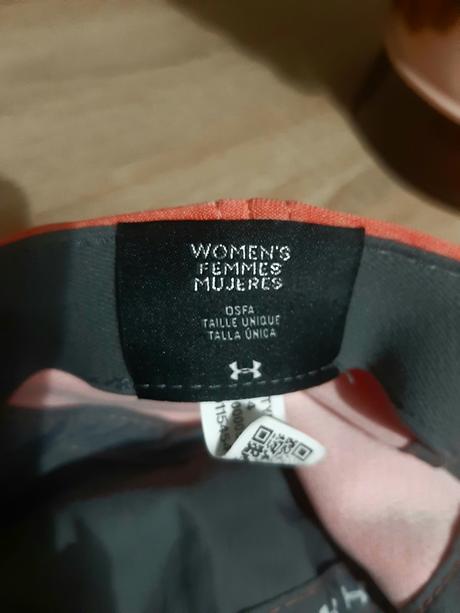 WOMEN'S
FEMMES
MUJERES
OSFA
TAILLE UNIQUE
TALLA ÚNICA